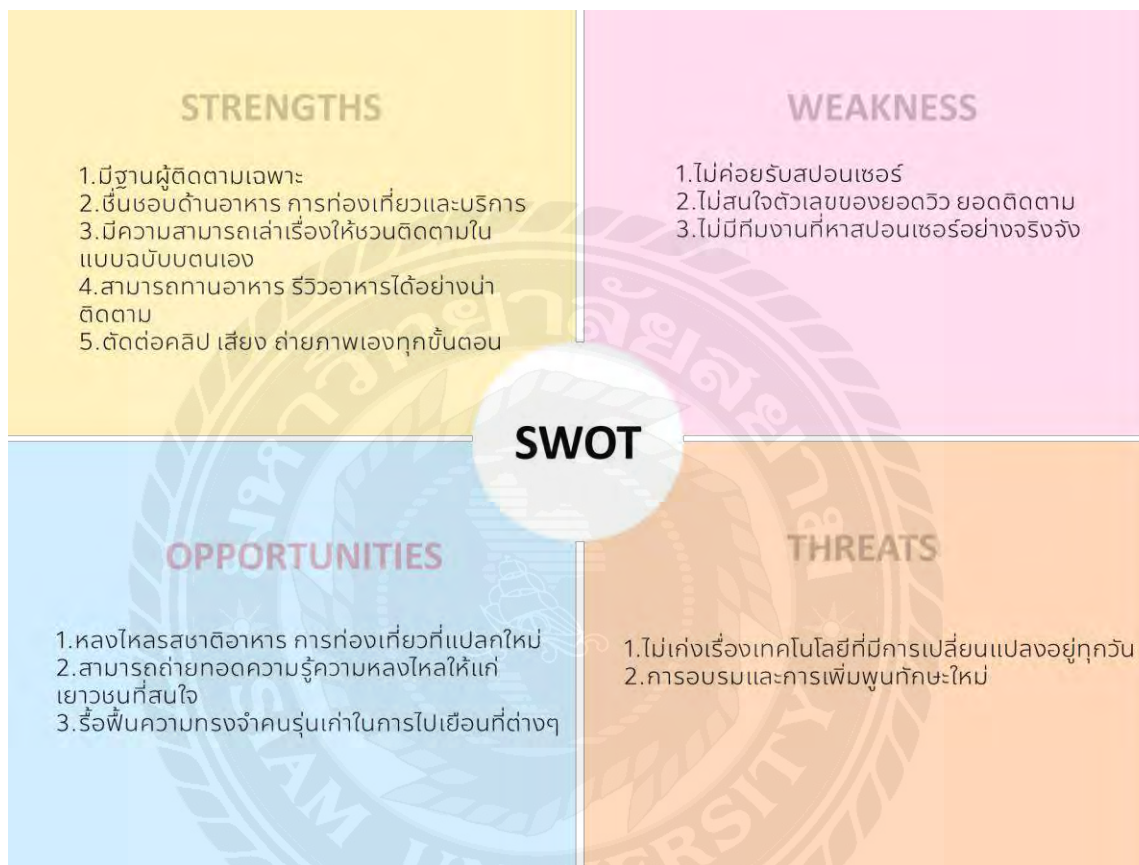 STRENGTHS
1.มีฐานผู้ติดตามเฉพาะ
2.ชื่นชอบด้านอาหาร การท่องเที่ยวและบริการ
3.มีความสามารถเล่าเรื่องให้ชวนติดตามใน
แบบฉบับบตนเอง
4.สามารถทานอาหาร รีวิวอาหารได้อย่างน่า
ติดตาม
5.ตัดต่อคลิป เสียง ถ่ายภาพเองทุกขั้นตอน
WEAKNESS
1.ไม่ค่อยรับสปอนเซอร์
2.ไม่สนใจตัวเลขของยอดวิว ยอดติดตาม
3.ไม่มีทีมงานที่หาสปอนเซอร์อย่างจริงจัง
SWOT
OPPORTUNITIES
1.หลงไหลรสชาติอาหาร การท่องเที่ยวที่แปลกใหม่
2.สามารถถ่ายทอดความรู้ความหลงไหลให้แก่
เยาวชนที่สนใจ
3.รื้อฟื้นความทรงจำคนรุ่นเก่าในการไปเยือนที่ต่างๆ
THREATS
1.ไม่เก่งเรื่องเทคโนโลยีที่มีการเปลี่ยนแปลงอยู่ทุกวัน
2.การอบรมและการเพิ่มพูนทักษะใหม่
มหาวิทยาลัยสยาม
SIAM UNIVERSITY